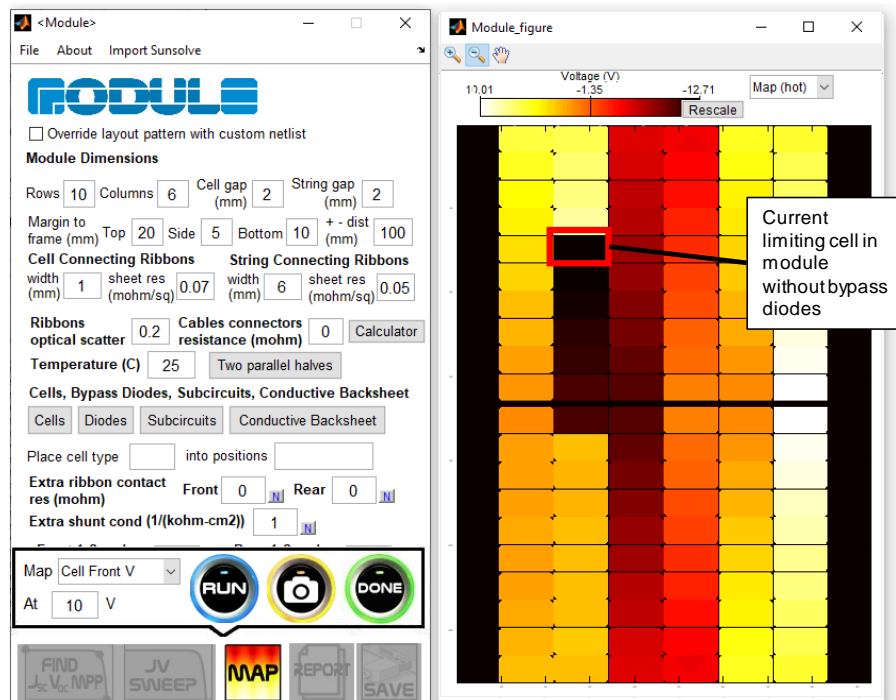 <Module>
File About Import Sunsolve
MODULE
Override layout pattern with custom netlist
Module Dimensions
Rows 10 Columns 6 Cell gap (mm) 2 String gap (mm) 2
Margin to frame (mm) Top 20 Side 5 Bottom 10 + - dist (mm) 100
Cell Connecting Ribbons String Connecting Ribbons
width (mm) 1 sheet res (mohm/sq) 0.07 width (mm) 6 sheet res (mohm/sq) 0.05
Ribbons optical scatter 0.2 Cables connectors resistance (mohm) 0 Calculator
Temperature (C) 25 Two parallel halves
Cells, Bypass Diodes, Subcircuits, Conductive Backsheet
Cells Diodes Subcircuits Conductive Backsheet
Place cell type into positions
Extra ribbon contact res (mohm) Front 0 N Rear 0 N
Extra shunt cond (1/(kohm-cm2)) 1 N
Map Cell Front V
At 10 V
RUN DONE
FIND Jsc Voc MPP
JV SWEEP
MAP
REPORT
SAVE
Module_figure
Voltage (V)
-1.35 -12.71
Map (hot)
Rescale
Current
limiting cell in
module
without bypass
diodes